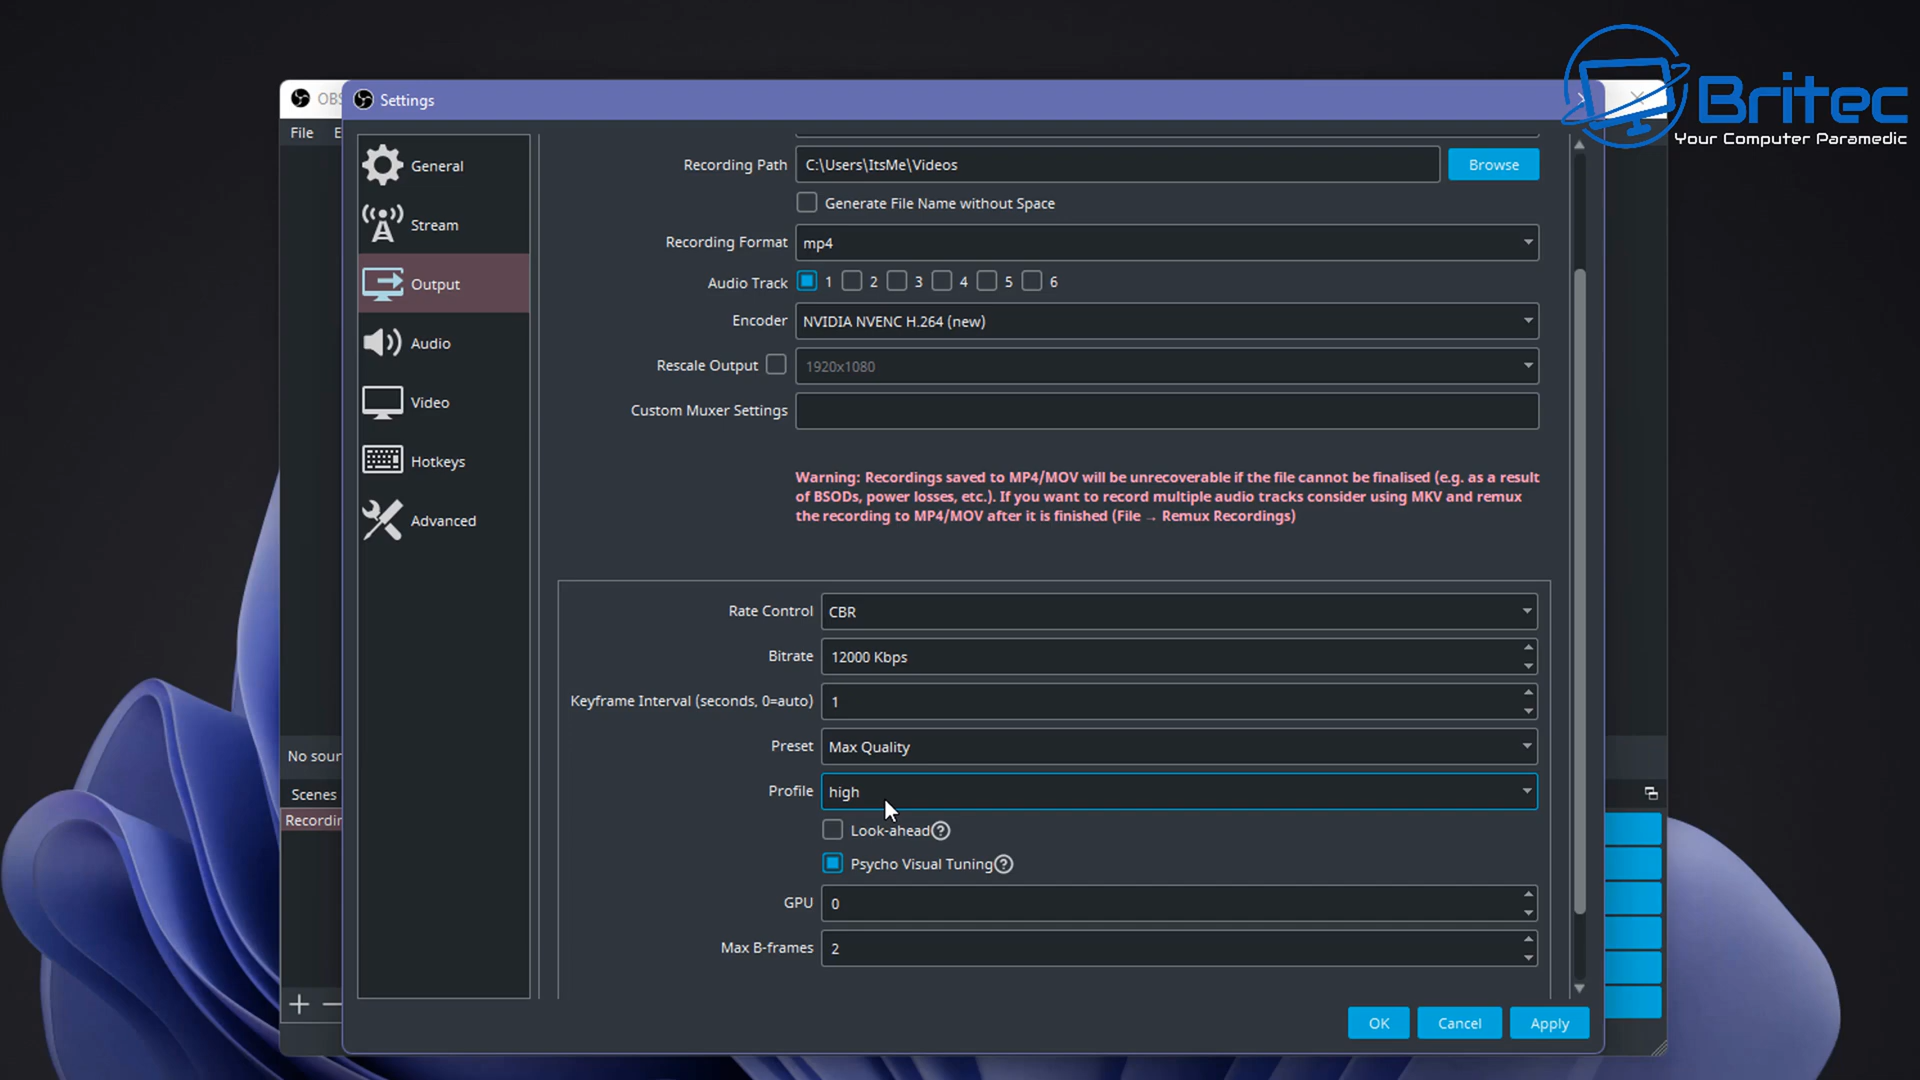 Britec
Your Computer Paramedic
OBS
Settings
File
General
Stream
Output
Audio
Video
Hotkeys
Advanced
Recording Path C:\Users\ItsMe\Videos Browse
Generate File Name without Space
Recording Format mp4
Audio Track 1 2 3 4 5 6
Encoder NVIDIA NVENC H.264 (new)
Rescale Output 1920x1080
Custom Muxer Settings
Warning: Recordings saved to MP4/MOV will be unrecoverable if the file cannot be finalised (e.g. as a result
of BSODs, power losses, etc.). If you want to record multiple audio tracks consider using MKV and remux
the recording to MP4/MOV after it is finished (File → Remux Recordings)
Rate Control CBR
Bitrate 12000 Kbps
Keyframe Interval (seconds, 0=auto) 1
Preset Max Quality
Profile high
Look-ahead
Psycho Visual Tuning
GPU 0
Max B-frames 2
No sour
Scenes
Recordin
OK Cancel Apply